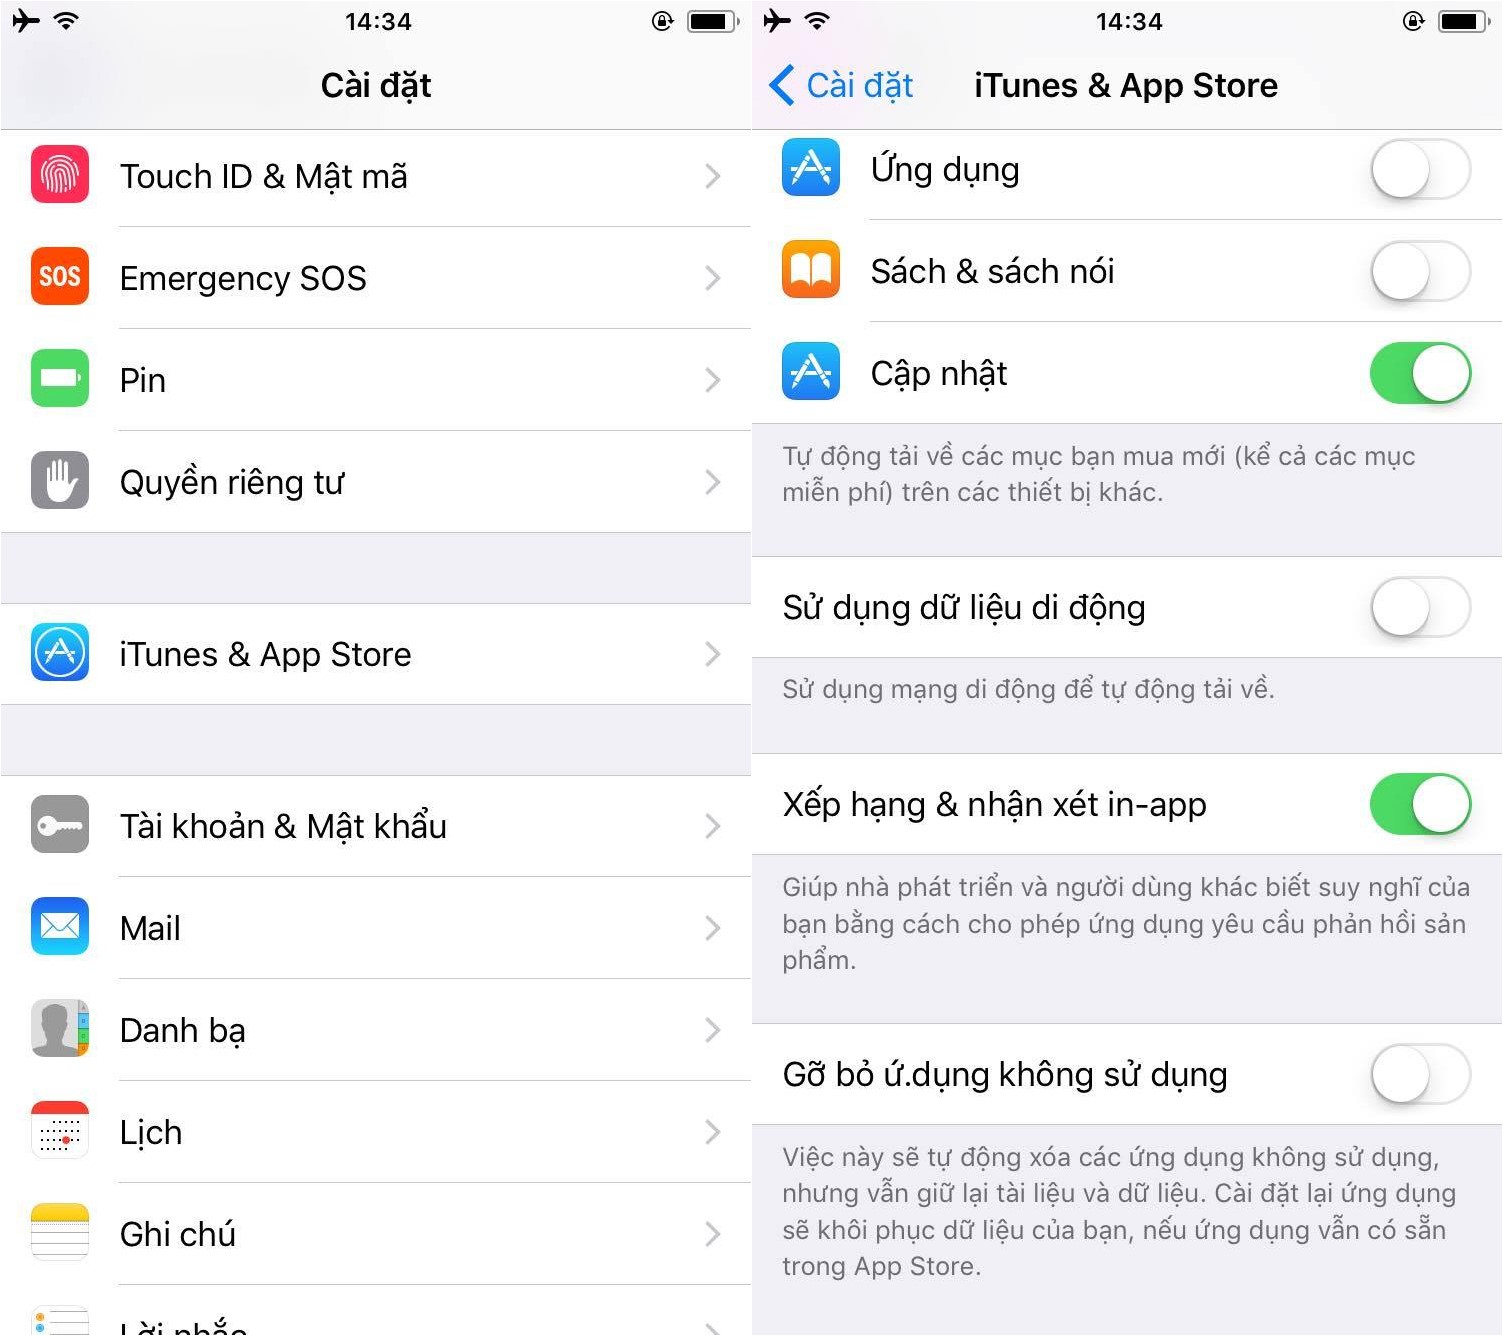 14:34
Cài đặt
Touch ID & Mật mã
SOS
Emergency SOS
Pin
Quyền riêng tư
iTunes & App Store
Tài khoản & Mật khẩu
Mail
Danh bạ
Lịch
Ghi chú
Lời nhắc
14:34
Cài đặt
iTunes & App Store
Ứng dụng
Sách & sách nói
Cập nhật
Tự động tải về các mục bạn mua mới (kể cả các mục
miễn phí) trên các thiết bị khác.
Sử dụng dữ liệu di động
Sử dụng mạng di động để tự động tải về.
Xếp hạng & nhận xét in-app
Giúp nhà phát triển và người dùng khác biết suy nghĩ của
bạn bằng cách cho phép ứng dụng yêu cầu phản hồi sản
phẩm.
Gỡ bỏ ứ.dụng không sử dụng
Việc này sẽ tự động xóa các ứng dụng không sử dụng,
nhưng vẫn giữ lại tài liệu và dữ liệu. Cài đặt lại ứng dụng
sẽ khôi phục dữ liệu của bạn, nếu ứng dụng vẫn có sẵn
trong App Store.